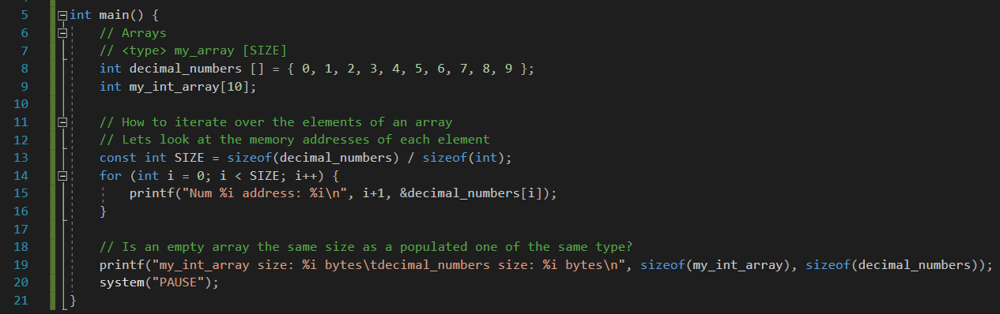 5 int main() {
6     // Arrays
7     // <type> my_array [SIZE]
8     int decimal_numbers [] = { 0, 1, 2, 3, 4, 5, 6, 7, 8, 9 };
9     int my_int_array[10];
10
11     // How to iterate over the elements of an array
12     // Lets look at the memory addresses of each element
13     const int SIZE = sizeof(decimal_numbers) / sizeof(int);
14     for (int i = 0; i < SIZE; i++) {
15         printf("Num %i address: %i\n", i+1, &decimal_numbers[i]);
16     }
17
18     // Is an empty array the same size as a populated one of the same type?
19     printf("my_int_array size: %i bytes\tdecimal_numbers size: %i bytes\n", sizeof(my_int_array), sizeof(decimal_numbers));
20     system("PAUSE");
21 }